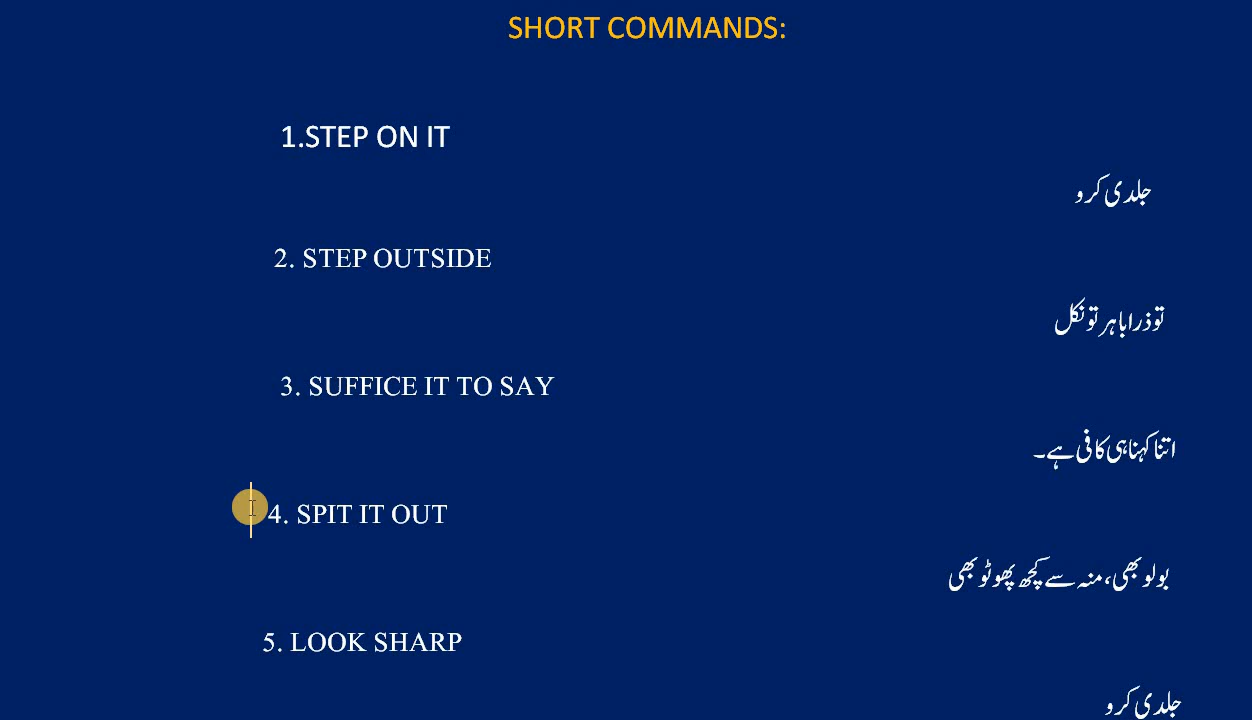 SHORT COMMANDS:
1.STEP ON IT
جلدی کرو
2. STEP OUTSIDE
تو ذرا باہر تو نکل
3. SUFFICE IT TO SAY
اتنا کہنا ہی کافی ہے۔
4. SPIT IT OUT
بولو بھی، منہ سے کچھ پھوٹو بھی
5. LOOK SHARP
جلدی کرو